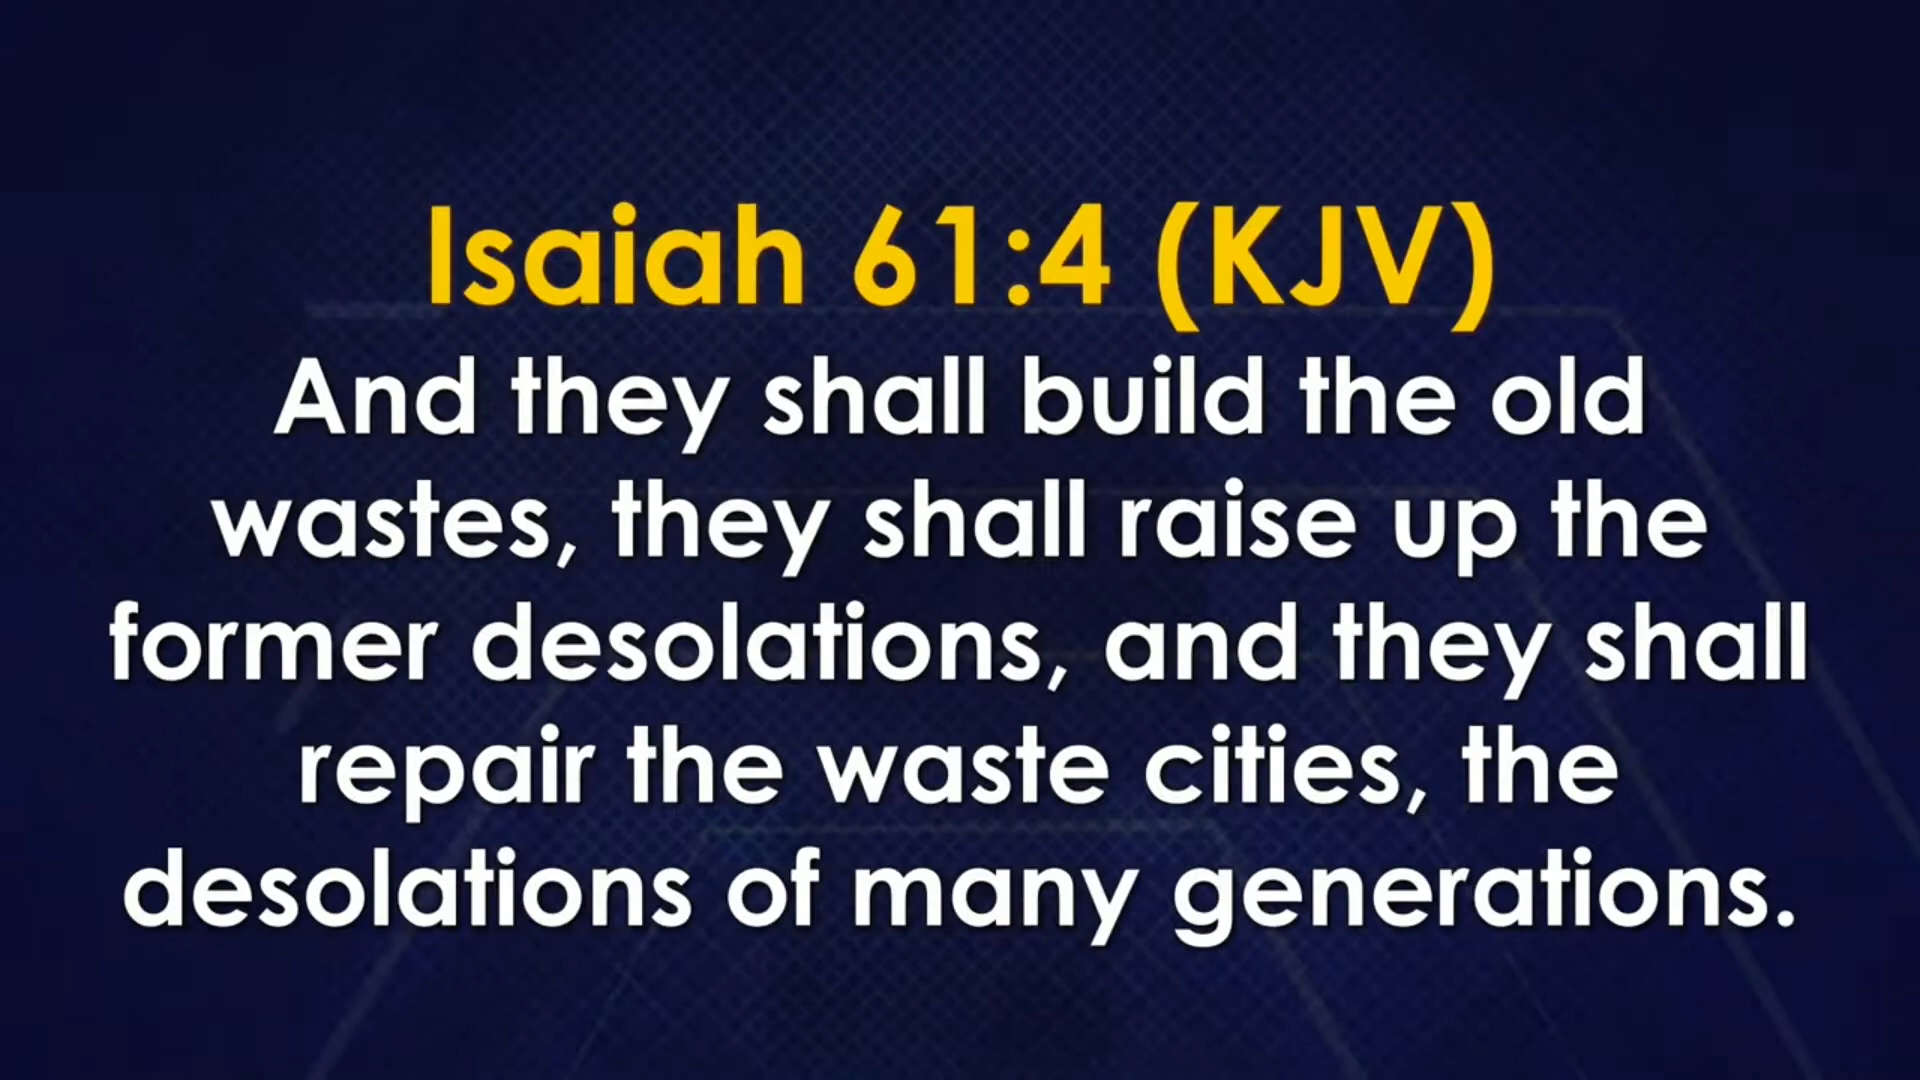 Isaiah 61:4 (KJV)
And they shall build the old
wastes, they shall raise up the
former desolations, and they shall
repair the waste cities, the
desolations of many generations.